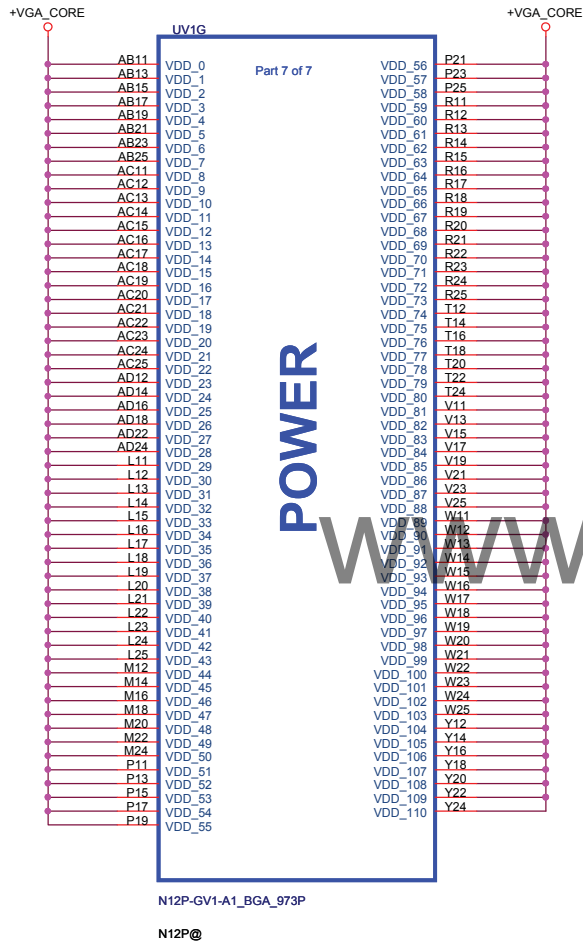 +VGA_CORE +VGA_CORE
UV1G
Part 7 of 7
AB11 VDD_0 VDD_56 P21
AB13 VDD_1 VDD_57 P23
AB15 VDD_2 VDD_58 P25
AB17 VDD_3 VDD_59 R11
AB19 VDD_4 VDD_60 R12
AB21 VDD_5 VDD_61 R13
AB23 VDD_6 VDD_62 R14
AB25 VDD_7 VDD_63 R15
AC11 VDD_8 VDD_64 R16
AC12 VDD_9 VDD_65 R17
AC13 VDD_10 VDD_66 R18
AC14 VDD_11 VDD_67 R19
AC15 VDD_12 VDD_68 R20
AC16 VDD_13 VDD_69 R21
AC17 VDD_14 VDD_70 R22
AC18 VDD_15 VDD_71 R23
AC19 VDD_16 VDD_72 R24
AC20 VDD_17 VDD_73 R25
AC21 VDD_18 VDD_74 T12
AC22 VDD_19 VDD_75 T14
AC23 VDD_20 VDD_76 T16
AC24 VDD_21 VDD_77 T18
AC25 VDD_22 VDD_78 T20
AD12 VDD_23 VDD_79 T22
AD14 VDD_24 VDD_80 T24
AD16 VDD_25 VDD_81 V11
AD18 VDD_26 VDD_82 V13
AD22 VDD_27 VDD_83 V15
AD24 VDD_28 VDD_84 V17
L11 VDD_29 VDD_85 V19
L12 VDD_30 VDD_86 V21
L13 VDD_31 VDD_87 V23
L14 VDD_32 VDD_88 V25
L15 VDD_33 VDD_89 W11
L16 VDD_34 VDD_90 W12
L17 VDD_35 VDD_91 W13
L18 VDD_36 VDD_92 W14
L19 VDD_37 VDD_93 W15
L20 VDD_38 VDD_94 W16
L21 VDD_39 VDD_95 W17
L22 VDD_40 VDD_96 W18
L23 VDD_41 VDD_97 W19
L24 VDD_42 VDD_98 W20
L25 VDD_43 VDD_99 W21
M12 VDD_44 VDD_100 W22
M14 VDD_45 VDD_101 W23
M16 VDD_46 VDD_102 W24
M18 VDD_47 VDD_103 W25
M20 VDD_48 VDD_104 Y12
M22 VDD_49 VDD_105 Y14
M24 VDD_50 VDD_106 Y16
P11 VDD_51 VDD_107 Y18
P13 VDD_52 VDD_108 Y20
P15 VDD_53 VDD_109 Y22
P17 VDD_54 VDD_110 Y24
P19 VDD_55
POWER
WW
N12P-GV1-A1_BGA_973P
N12P@